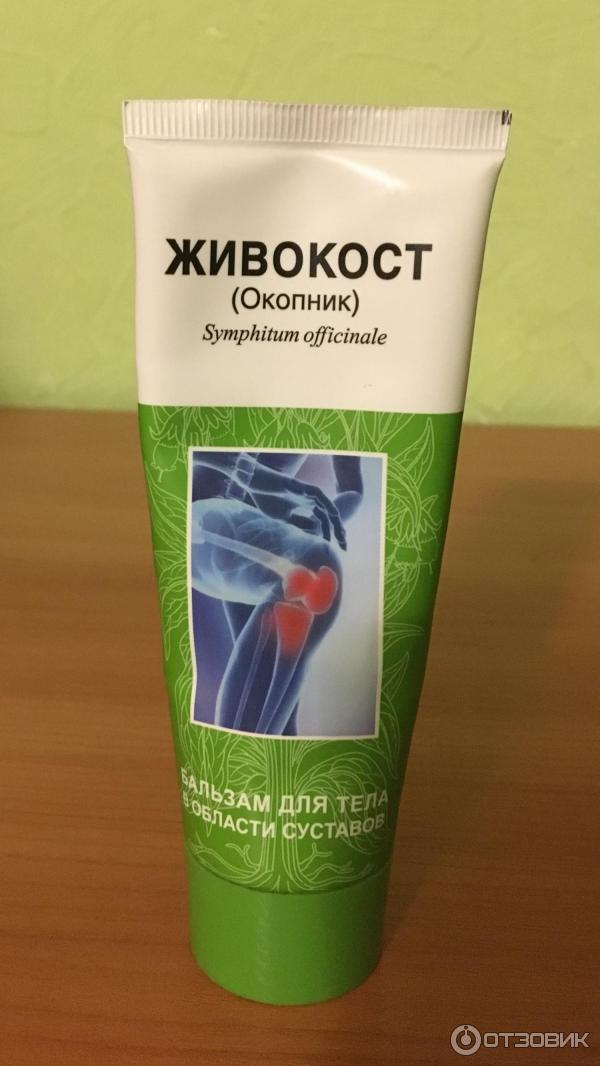 ЖИВОКОСТ
(Окопник)
Symphitum officinale
БАЛЬЗАМ ДЛЯ ТЕЛА
В ОБЛАСТИ СУСТАВОВ
ОТЗОВИК